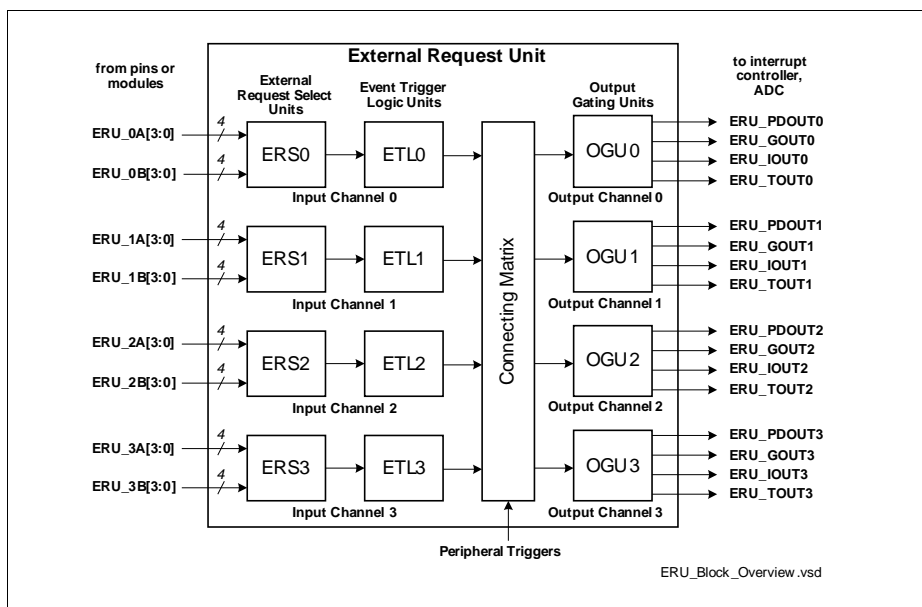 External Request Unit
from pins or
modules
External
Request Select
Units
Event Trigger
Logic Units
Output
Gating Units
to interrupt
controller,
ADC
ERU_0A[3:0]
4
ERU_0B[3:0]
4
ERS0
ETL0
Input Channel 0
OGU0
Output Channel 0
ERU_PDOUT0
ERU_GOUT0
ERU_IOUT0
ERU_TOUT0
ERU_1A[3:0]
4
ERU_1B[3:0]
4
ERS1
ETL1
Input Channel 1
OGU1
Output Channel 1
ERU_PDOUT1
ERU_GOUT1
ERU_IOUT1
ERU_TOUT1
Connecting Matrix
ERU_2A[3:0]
4
ERU_2B[3:0]
4
ERS2
ETL2
Input Channel 2
OGU2
Output Channel 2
ERU_PDOUT2
ERU_GOUT2
ERU_IOUT2
ERU_TOUT2
ERU_3A[3:0]
4
ERU_3B[3:0]
4
ERS3
ETL3
Input Channel 3
OGU3
Output Channel 3
ERU_PDOUT3
ERU_GOUT3
ERU_IOUT3
ERU_TOUT3
Peripheral Triggers
ERU_Block_Overview.vsd